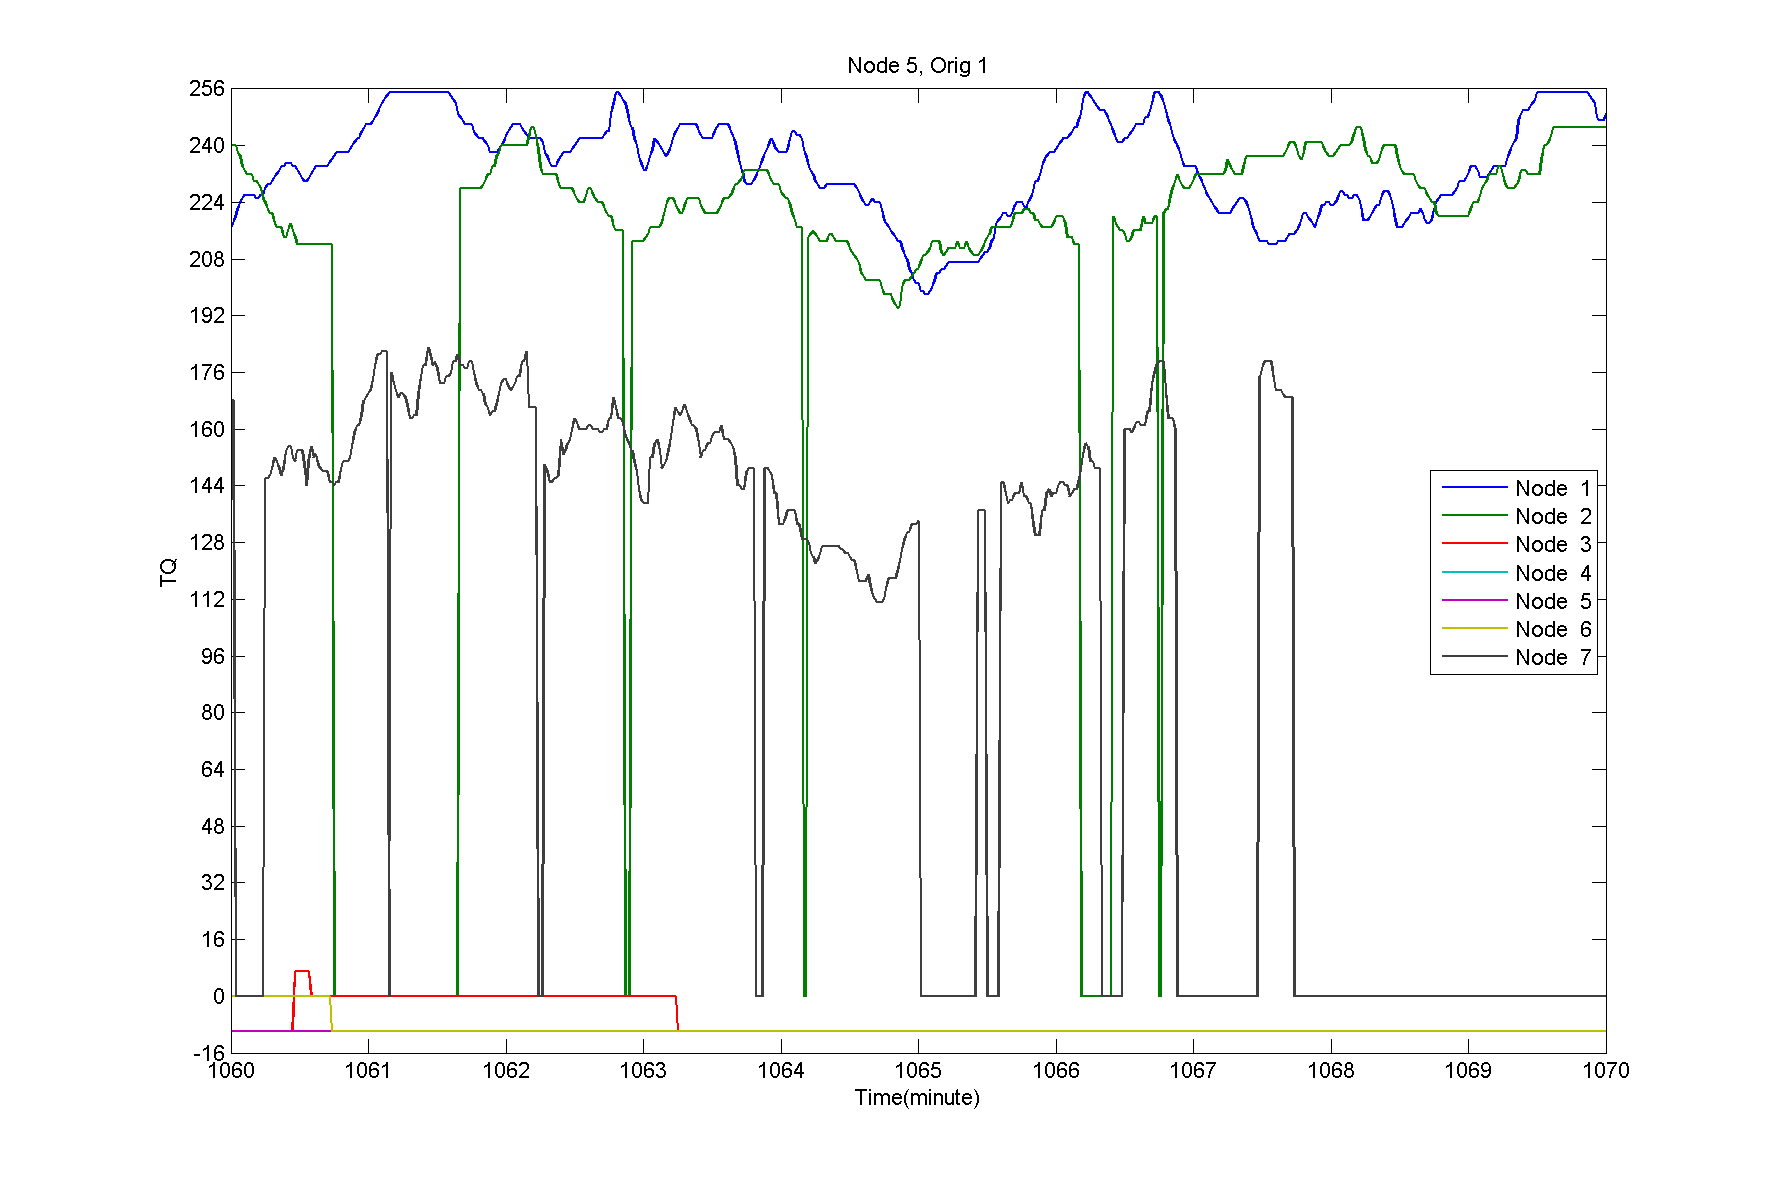 Node 5, Orig 1
256
240
224
208
192
176
160
144
128
112
96
80
64
48
32
16
0
-16
TQ
Node 1
Node 2
Node 3
Node 4
Node 5
Node 6
Node 7
1060 1061 1062 1063 1064 1065 1066 1067 1068 1069 1070
Time(minute)